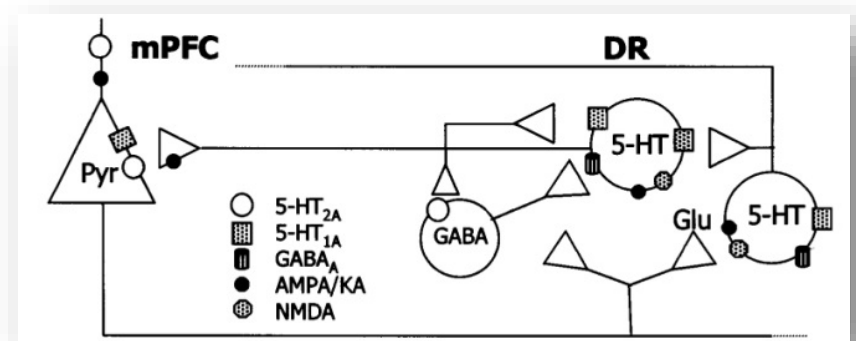 mPFC
DR
Pyr
5-HT
Glu
5-HT
GABA
5-HT2A
5-HT1A
GABAA
AMPA/KA
NMDA